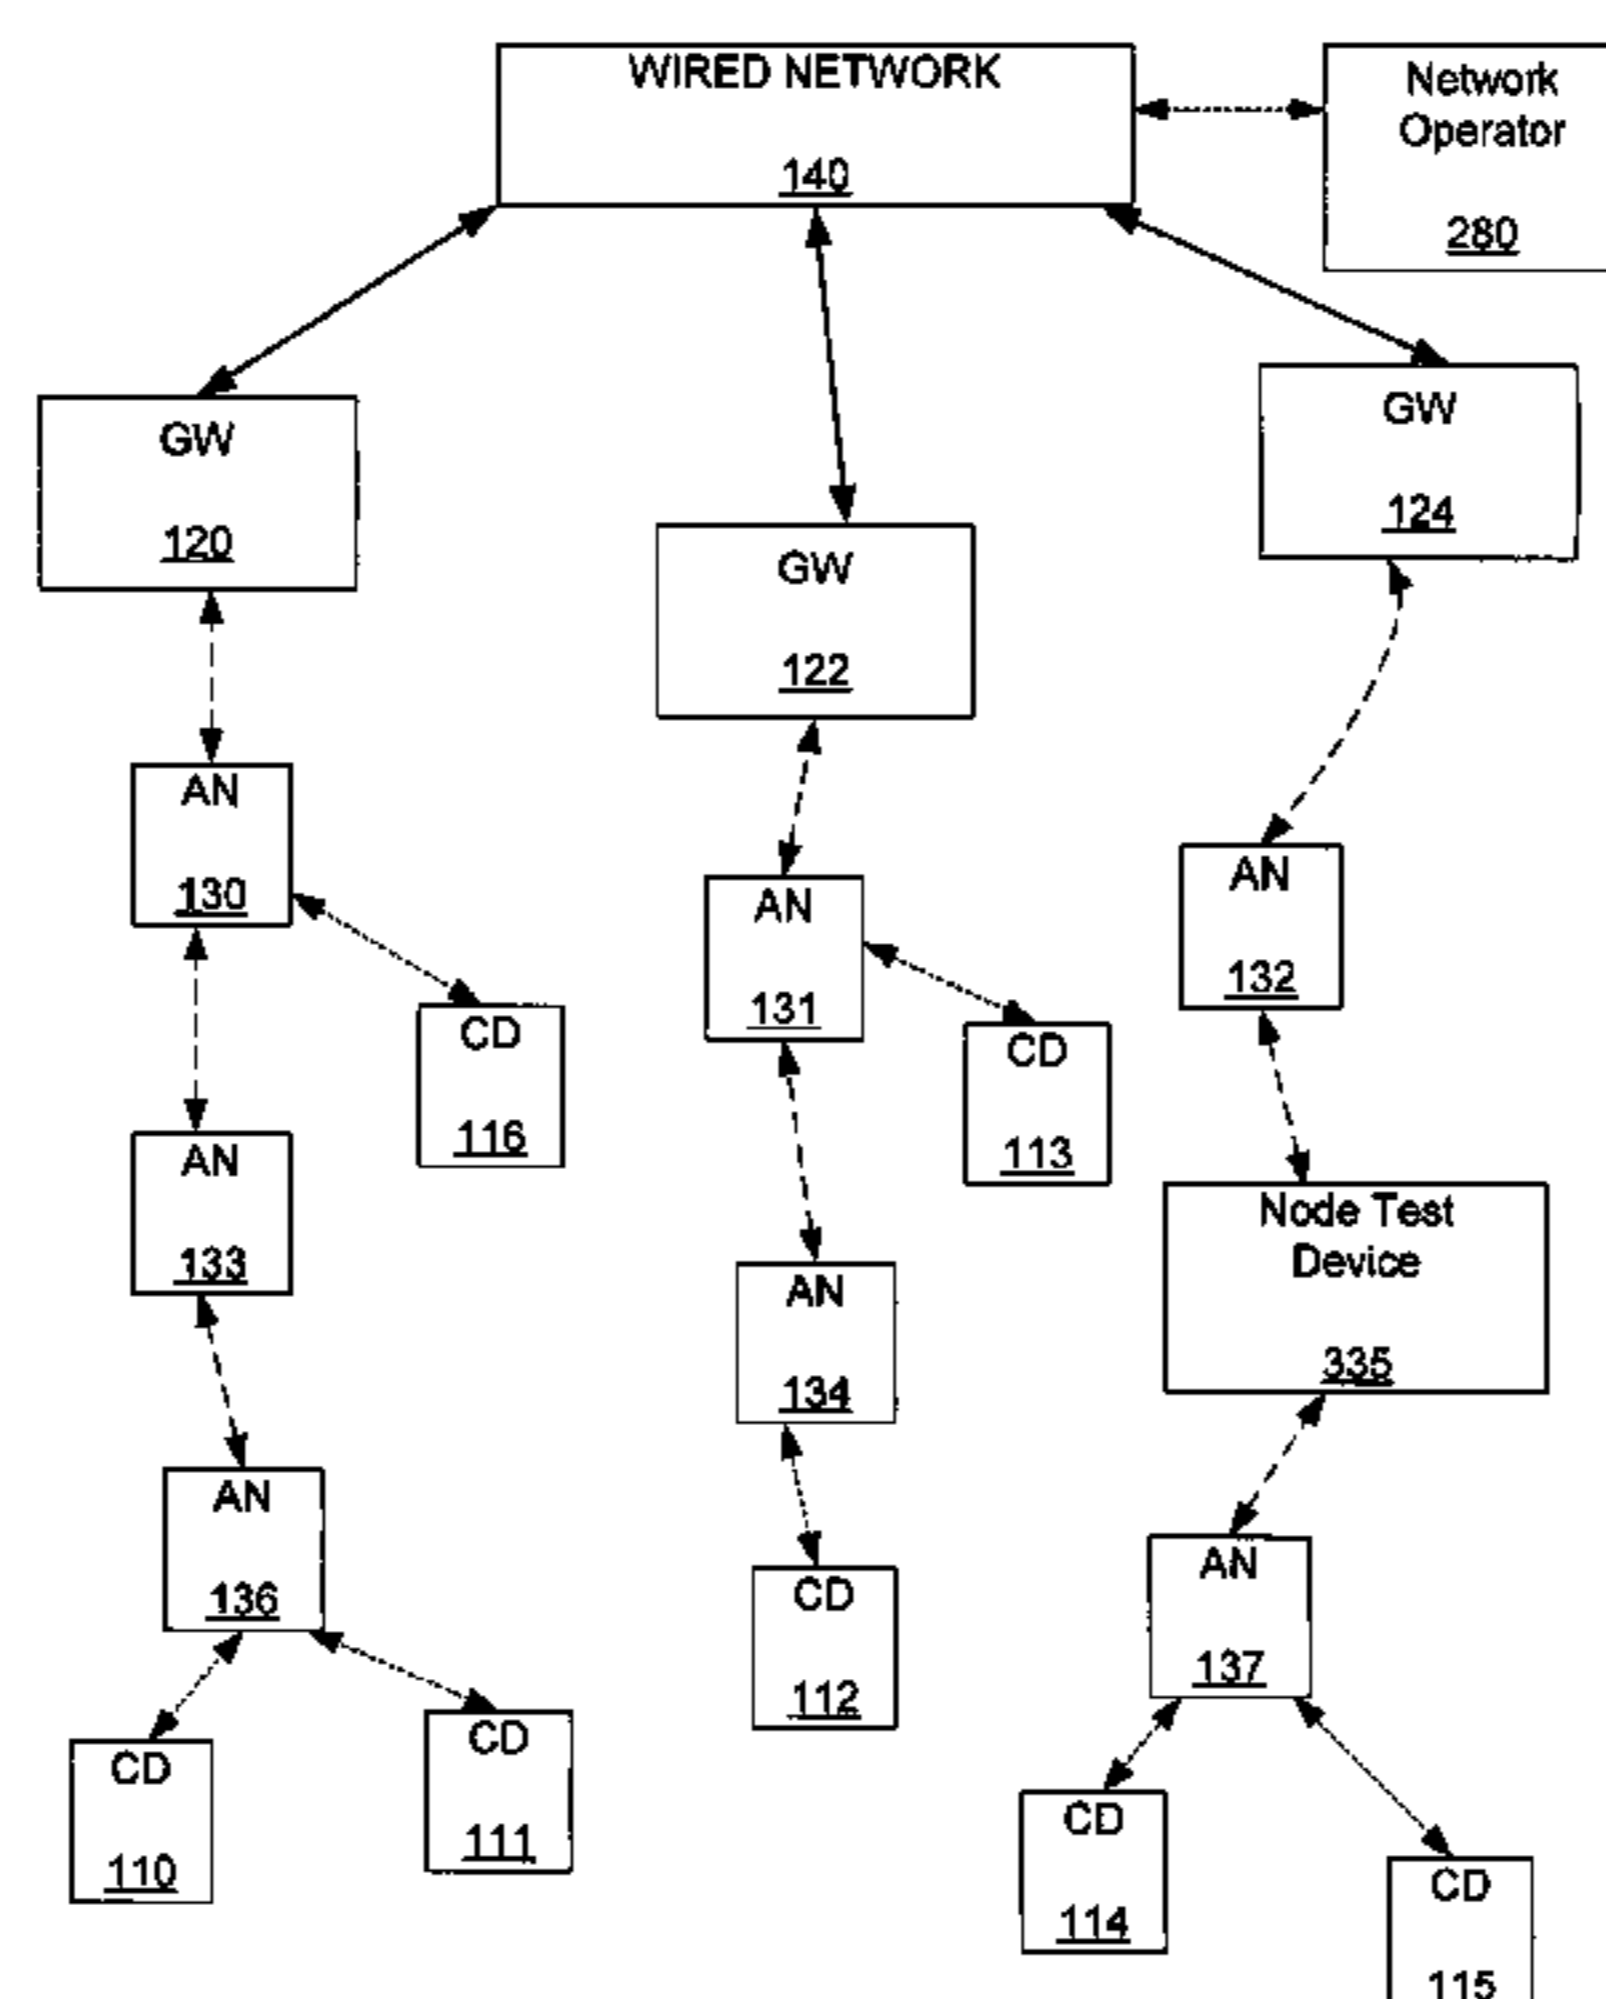 WIRED NETWORK
140
Network
Operator
280
GW
120
GW
122
GW
124
AN
130
AN
131
AN
132
CD
116
CD
113
AN
133
Node Test
Device
335
AN
134
AN
136
CD
112
AN
137
CD
110
CD
111
CD
114
CD
115